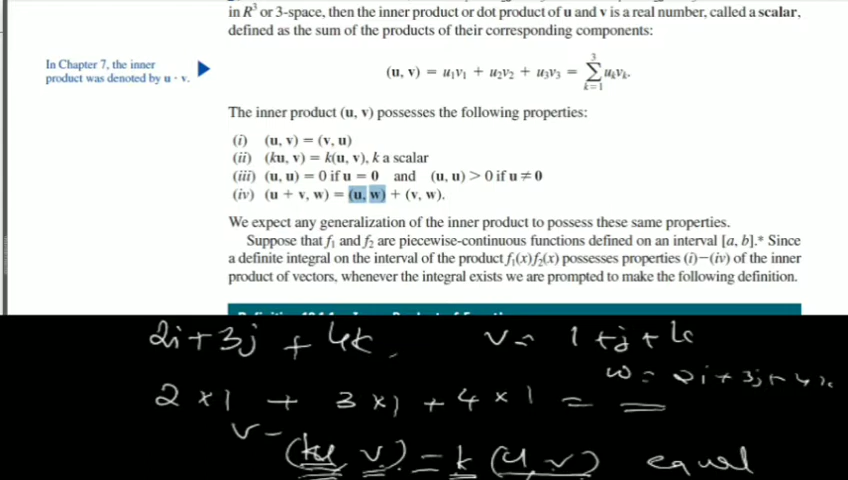 in R³ or 3-space, then the inner product or dot product of u and v is a real number, called a scalar,
defined as the sum of the products of their corresponding components:
In Chapter 7, the inner
product was denoted by u · v.
(u, v) = u₁v₁ + u₂v₂ + u₃v₃ = ∑ₖ₌₁³ uₖvₖ.
The inner product (u, v) possesses the following properties:
(i) (u, v) = (v, u)
(ii) (ku, v) = k(u, v), k a scalar
(iii) (u, u) = 0 if u = 0 and (u, u) > 0 if u ≠ 0
(iv) (u + v, w) = (u, w) + (v, w).
We expect any generalization of the inner product to possess these same properties.
Suppose that f₁ and f₂ are piecewise-continuous functions defined on an interval [a, b].* Since
a definite integral on the interval of the product f₁(x)f₂(x) possesses properties (i)–(iv) of the inner
product of vectors, whenever the integral exists we are prompted to make the following definition.
2i + 3j + 4k. v = 1 + j + k
w = 2i + 3j + 4k
2 × 1 + 3 × 1 + 4 × 1 =
v -
(ku, v) = k (u, v) equal